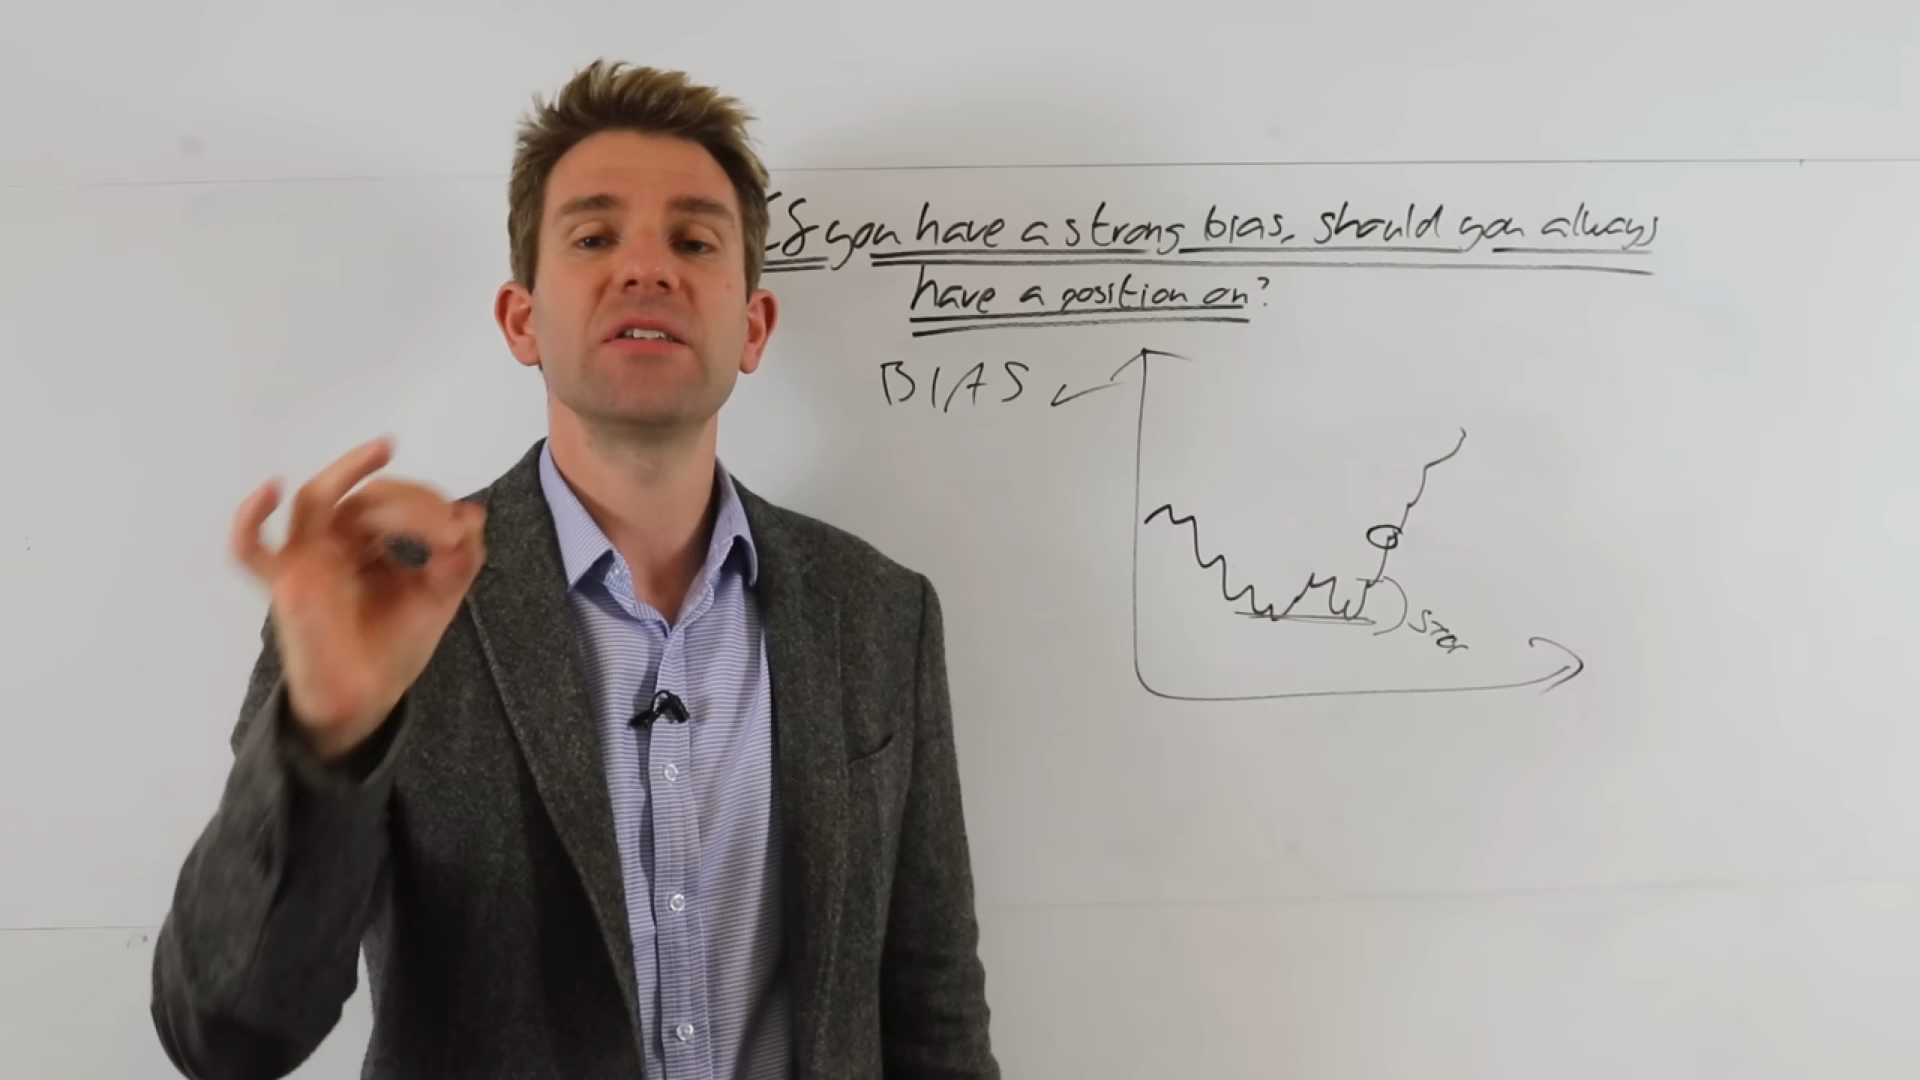 If you have a strong bias, should you always
have a position on?
BIAS
STOP